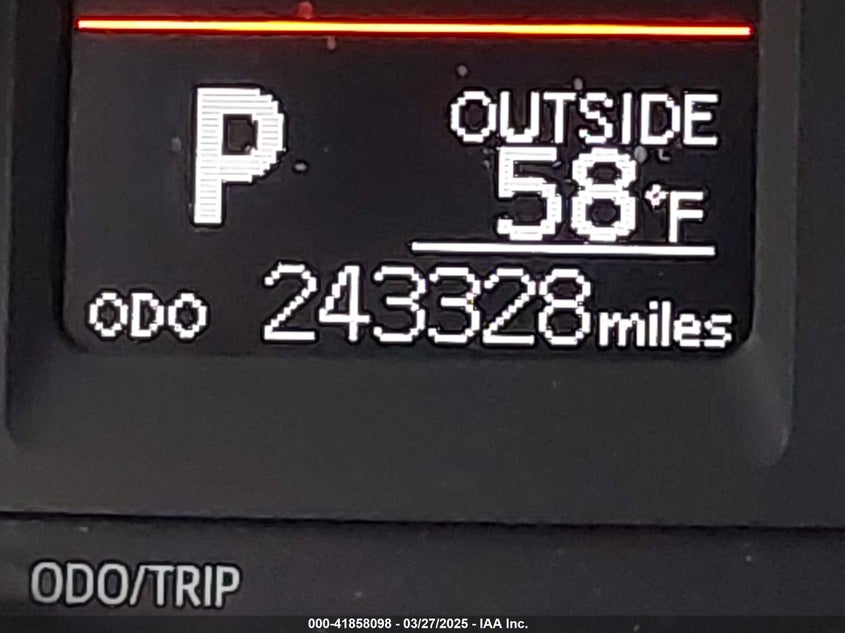 P
OUTSIDE
58°F
ODO 243328 miles
ODO/TRIP
000-41858098 - 03/27/2025 - IAA Inc.